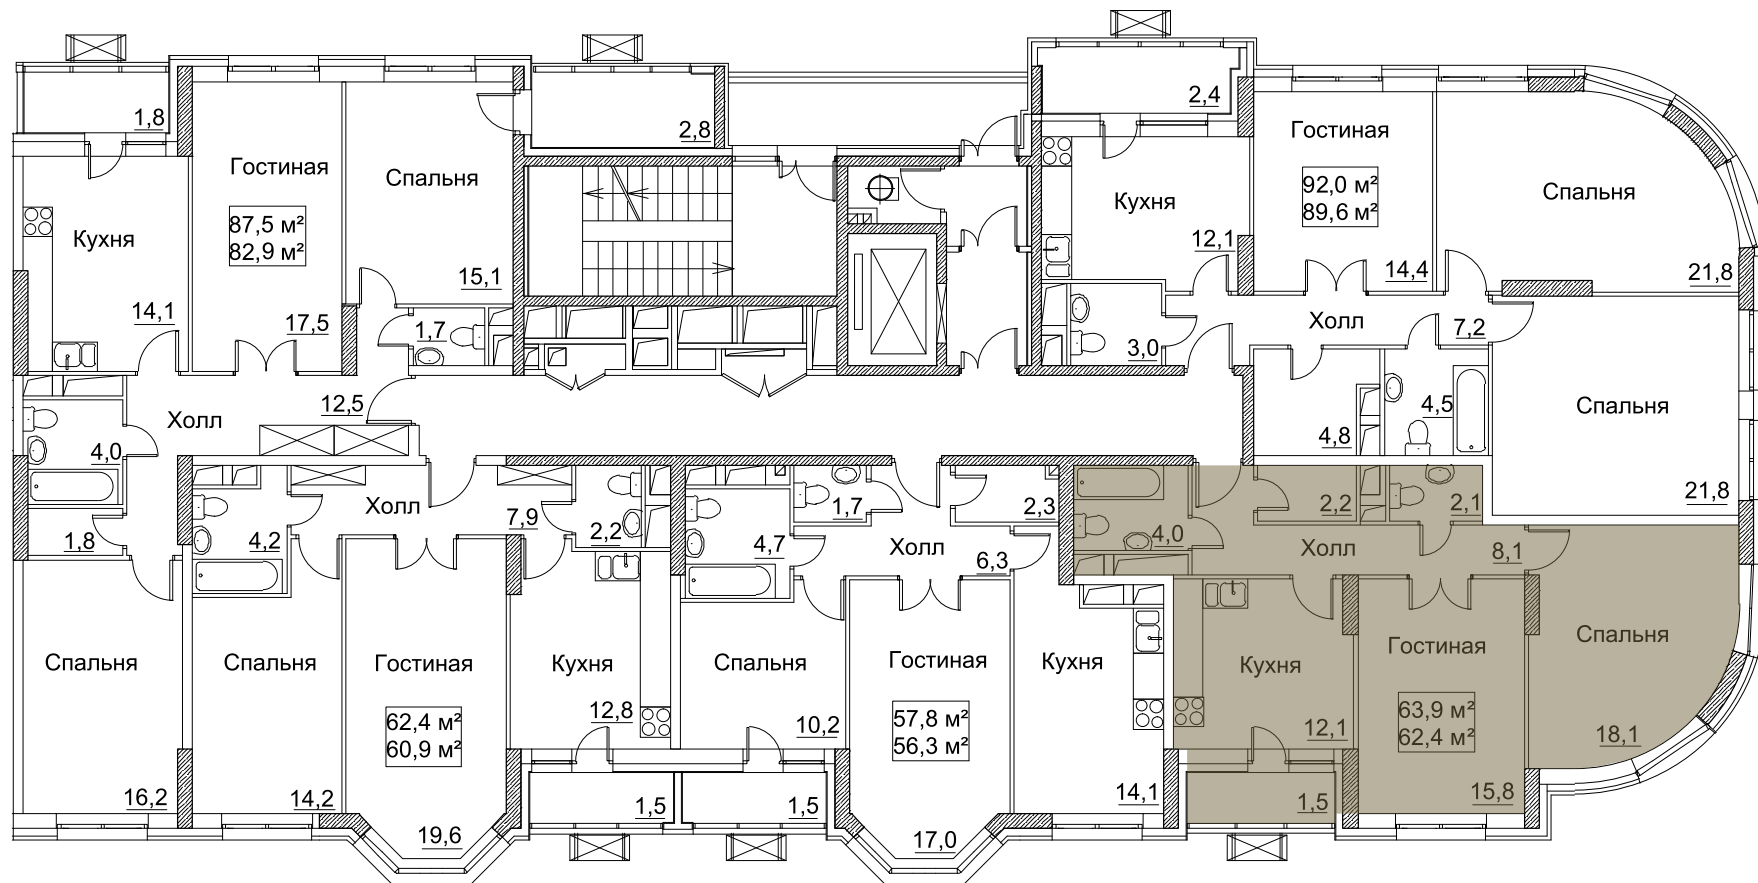 1,8
Гостиная
87,5 м²
82,9 м²
17,5
Спальня
15,1
2,8
Кухня
14,1
1,7
Холл
12,5
4,0
1,8
Спальня
16,2
2,4
Кухня
12,1
Гостиная
92,0 м²
89,6 м²
14,4
Спальня
21,8
Холл
7,2
3,0
4,8
4,5
Спальня
21,8
Холл
7,9
4,2
2,2
Спальня
14,2
Гостиная
62,4 м²
60,9 м²
19,6
Кухня
12,8
1,5
1,7
2,3
4,7
Холл
6,3
Спальня
10,2
1,5
Гостиная
57,8 м²
56,3 м²
17,0
Кухня
14,1
4,0
2,2
2,1
Холл
8,1
Кухня
12,1
1,5
Гостиная
63,9 м²
62,4 м²
15,8
Спальня
18,1